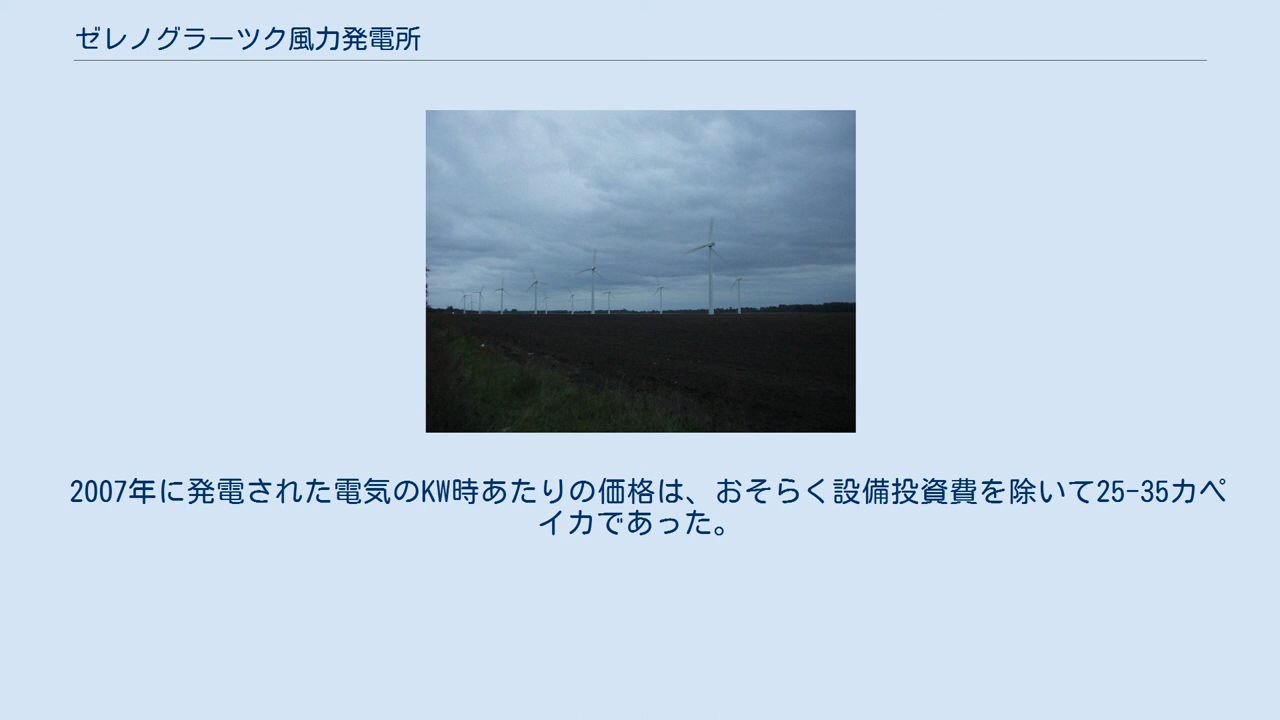 ゼレノグラーツク風力発電所
2007年に発電された電気のKW時あたりの価格は、おそらく設備投資費を除いて25-35カペ
イカであった。